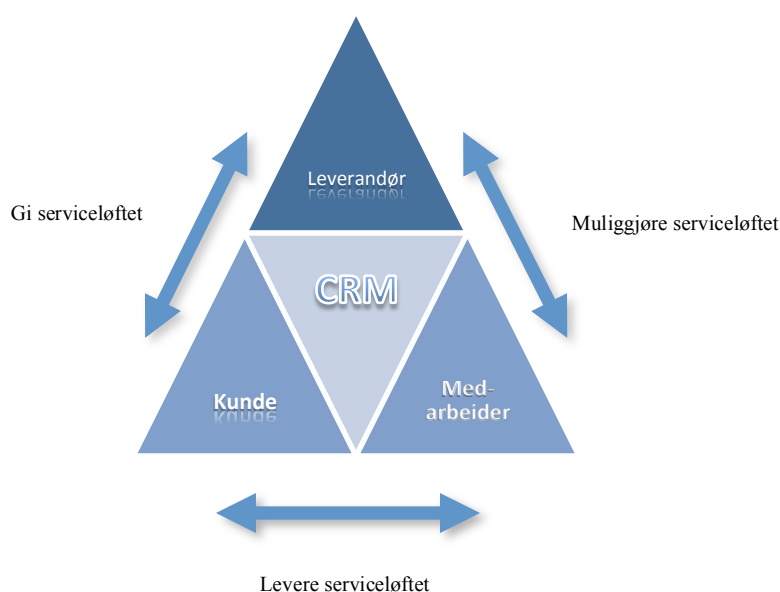 Leverandør
Gi serviceløftet
Muliggjøre serviceløftet
CRM
Kunde
Med-
arbeider
Levere serviceløftet